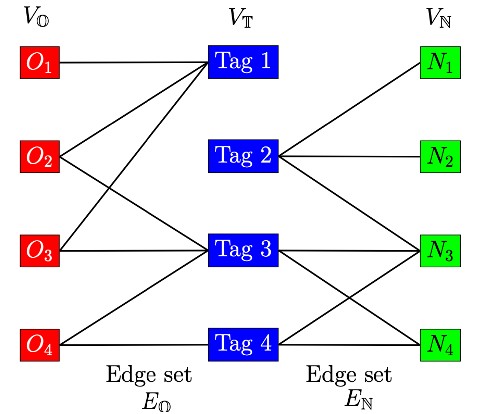 V𝕆 V𝕋 Vℕ
O1 Tag 1 N1
O2 Tag 2 N2
O3 Tag 3 N3
O4 Tag 4 N4
Edge set Edge set
E𝕆 Eℕ